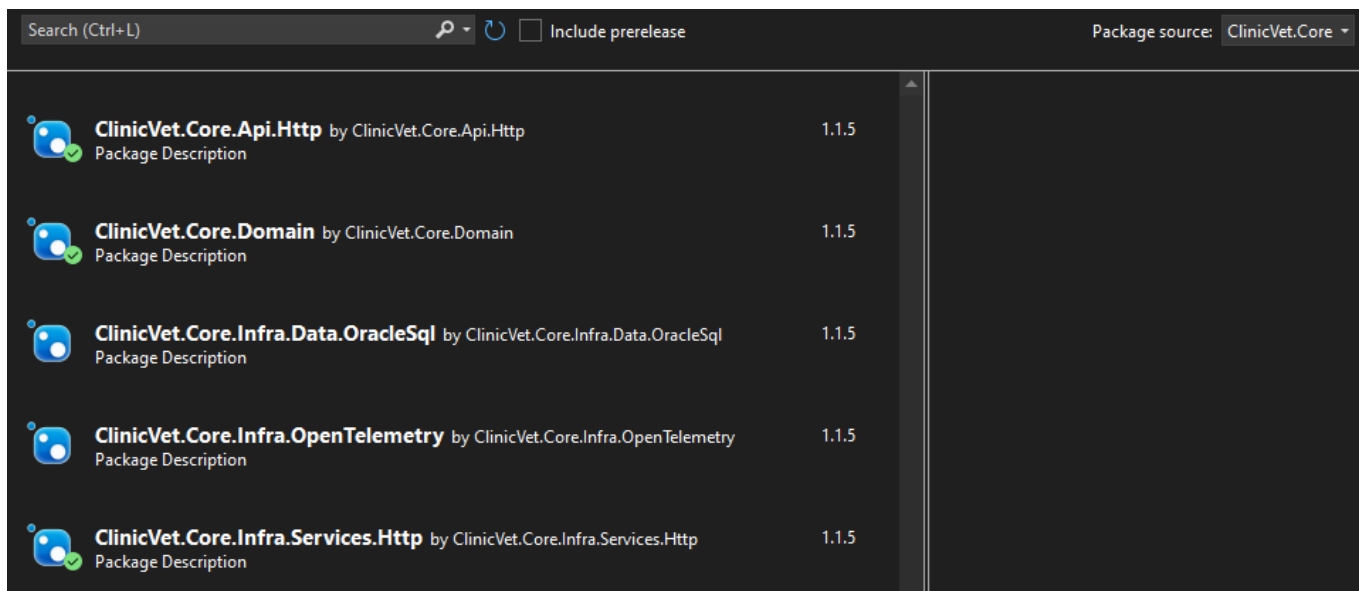 Search (Ctrl+L) Include prerelease Package source: ClinicVet.Core
ClinicVet.Core.Api.Http by ClinicVet.Core.Api.Http 1.1.5
Package Description
ClinicVet.Core.Domain by ClinicVet.Core.Domain 1.1.5
Package Description
ClinicVet.Core.Infra.Data.OracleSql by ClinicVet.Core.Infra.Data.OracleSql 1.1.5
Package Description
ClinicVet.Core.Infra.OpenTelemetry by ClinicVet.Core.Infra.OpenTelemetry 1.1.5
Package Description
ClinicVet.Core.Infra.Services.Http by ClinicVet.Core.Infra.Services.Http 1.1.5
Package Description